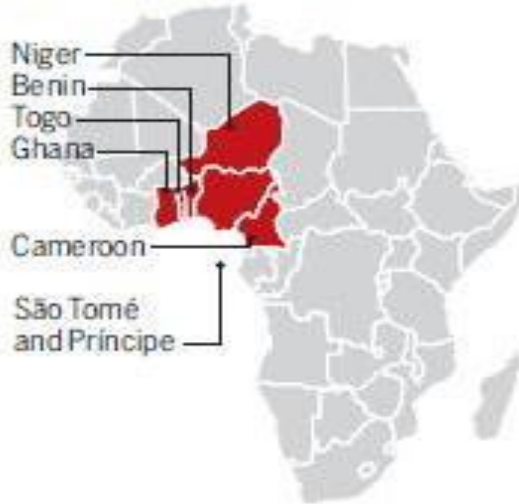 Niger
Benin
Togo
Ghana
Cameroon
São Tomé
and Príncipe